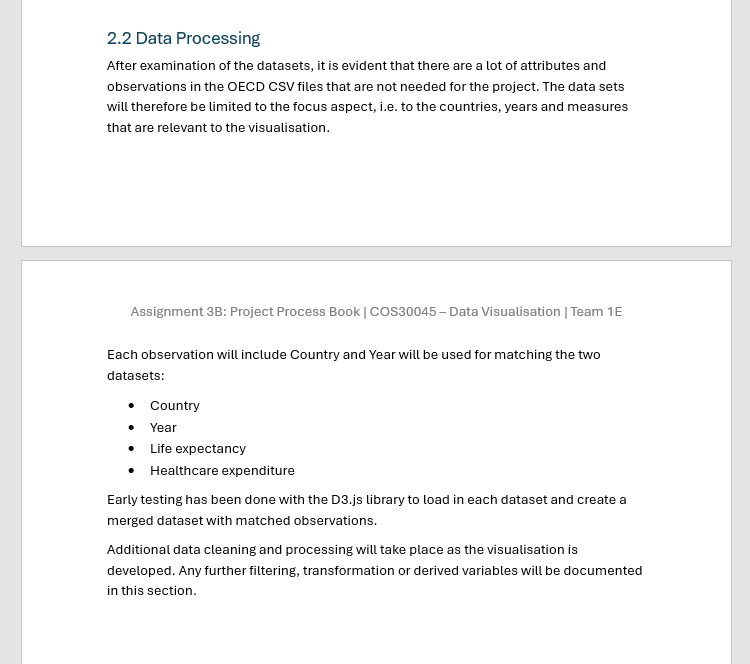 2.2 Data Processing
After examination of the datasets, it is evident that there are a lot of attributes and
observations in the OECD CSV files that are not needed for the project. The data sets
will therefore be limited to the focus aspect, i.e. to the countries, years and measures
that are relevant to the visualisation.
Assignment 3B: Project Process Book | COS30045 – Data Visualisation | Team 1E
Each observation will include Country and Year will be used for matching the two
datasets:
• Country
• Year
• Life expectancy
• Healthcare expenditure
Early testing has been done with the D3.js library to load in each dataset and create a
merged dataset with matched observations.
Additional data cleaning and processing will take place as the visualisation is
developed. Any further filtering, transformation or derived variables will be documented
in this section.